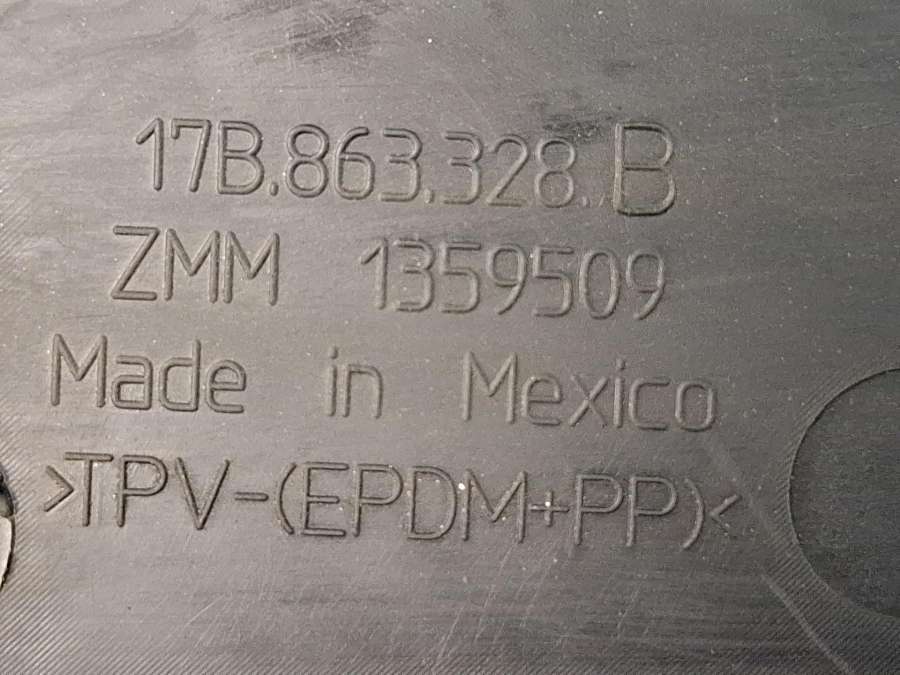 17B.863.328.B
ZMM 1359509
Made in Mexico
>TPV-(EPDM+PP)<